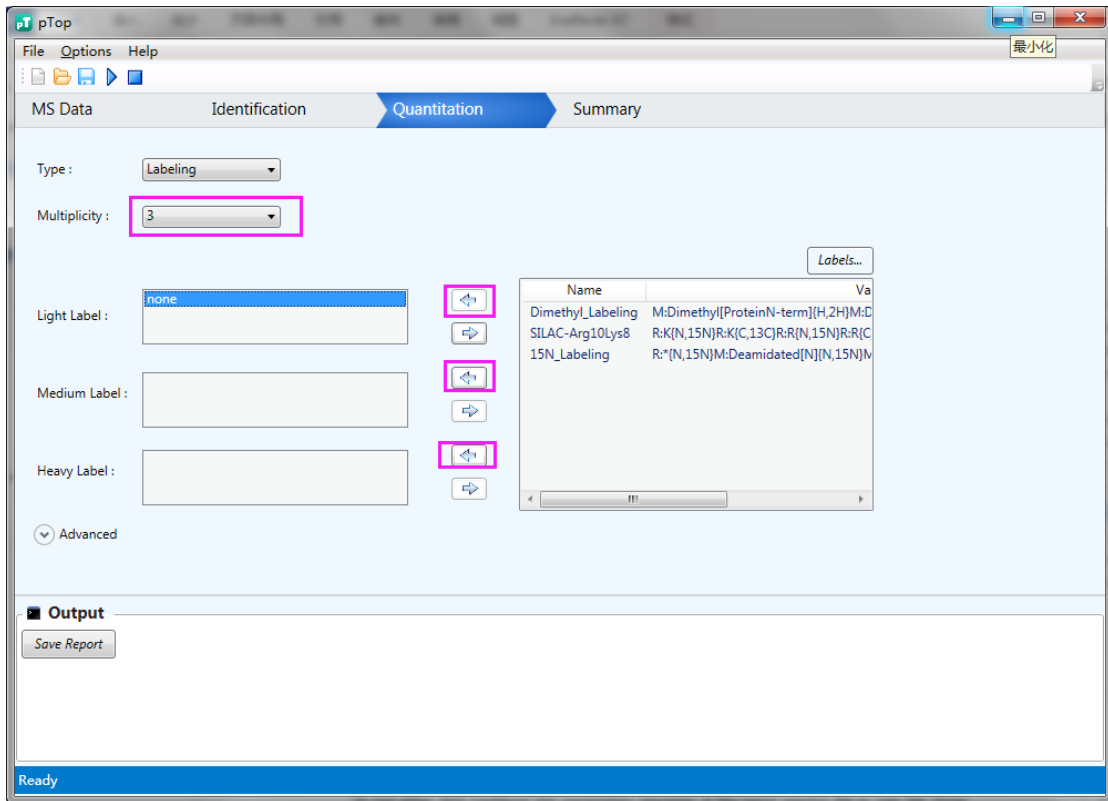 pT pTop
File Options Help
最小化
MS Data Identification Quantitation Summary
Type : Labeling
Multiplicity : 3
Labels...
Name Va
Light Label : none
Dimethyl_Labeling M:Dimethyl[ProteinN-term]{H,2H}M:D
SILAC-Arg10Lys8 R:K{N,15N}R:K{C,13C}R:R{N,15N}R:R{C
15N_Labeling R:*{N,15N}M:Deamidated[N]{N,15N}M
Medium Label :
Heavy Label :
Advanced
Output
Save Report
Ready